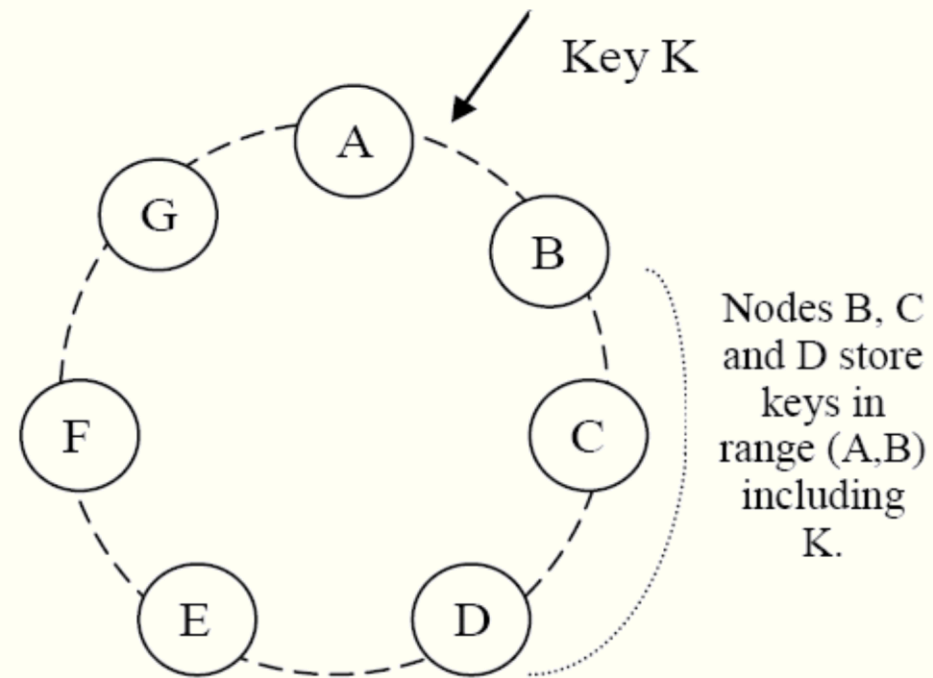 Key K
A
G
B
Nodes B, C
and D store
keys in
range (A,B)
including
K.
F
C
E
D